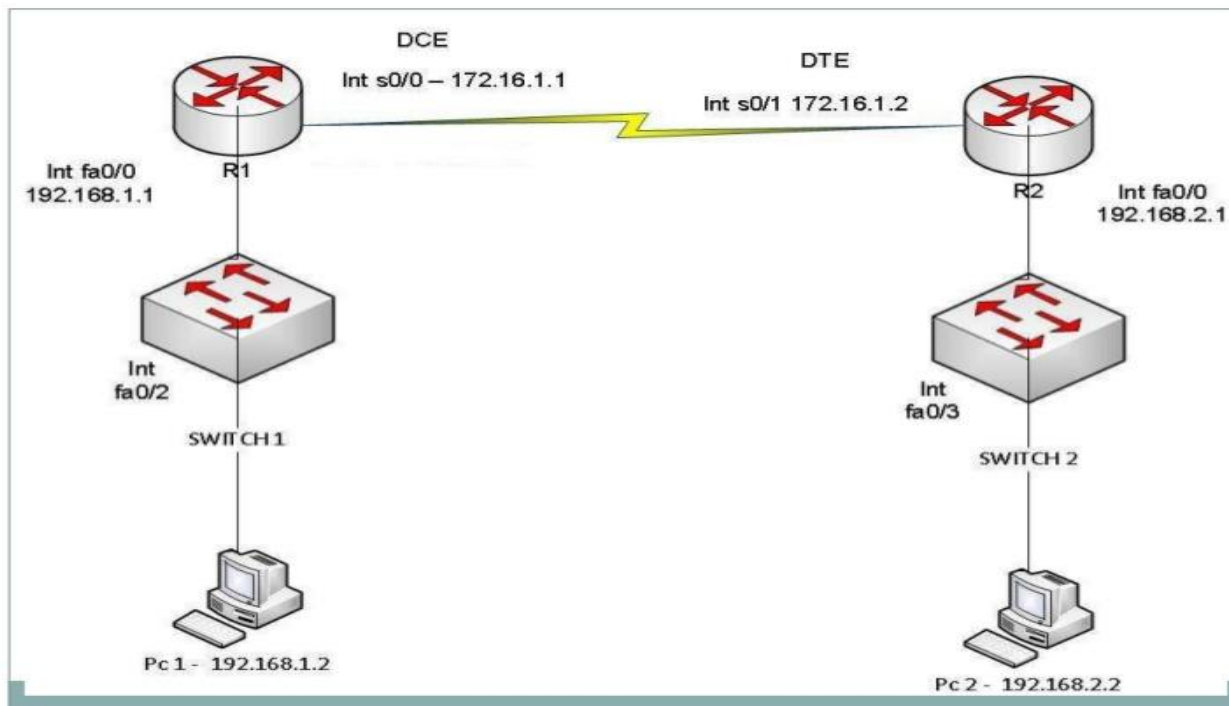 DCE
Int s0/0 – 172.16.1.1
DTE
Int s0/1 172.16.1.2
R1
Int fa0/0
192.168.1.1
R2
Int fa0/0
192.168.2.1
Int
fa0/2
SWITCH 1
Int
fa0/3
SWITCH 2
Pc 1 - 192.168.1.2
Pc 2 - 192.168.2.2